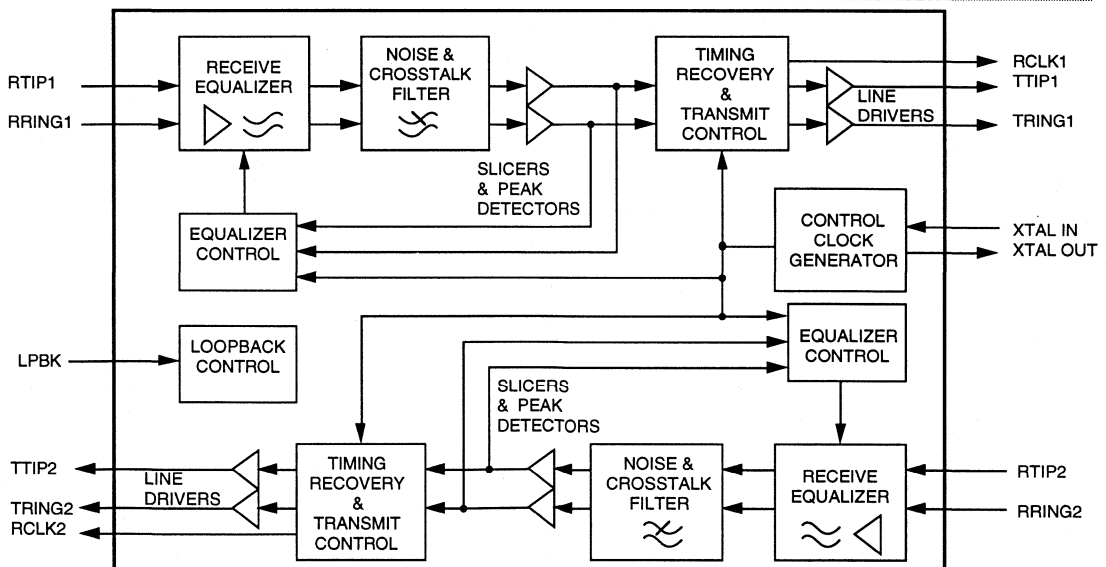 RTIP1
RRING1
RECEIVE
EQUALIZER
NOISE &
CROSSTALK
FILTER
SLICERS
& PEAK
DETECTORS
TIMING
RECOVERY
&
TRANSMIT
CONTROL
LINE
DRIVERS
RCLK1
TTIP1
TRING1
EQUALIZER
CONTROL
CONTROL
CLOCK
GENERATOR
XTAL IN
XTAL OUT
LPBK
LOOPBACK
CONTROL
EQUALIZER
CONTROL
SLICERS
& PEAK
DETECTORS
TTIP2
TRING2
RCLK2
LINE
DRIVERS
TIMING
RECOVERY
&
TRANSMIT
CONTROL
NOISE &
CROSSTALK
FILTER
RECEIVE
EQUALIZER
RTIP2
RRING2